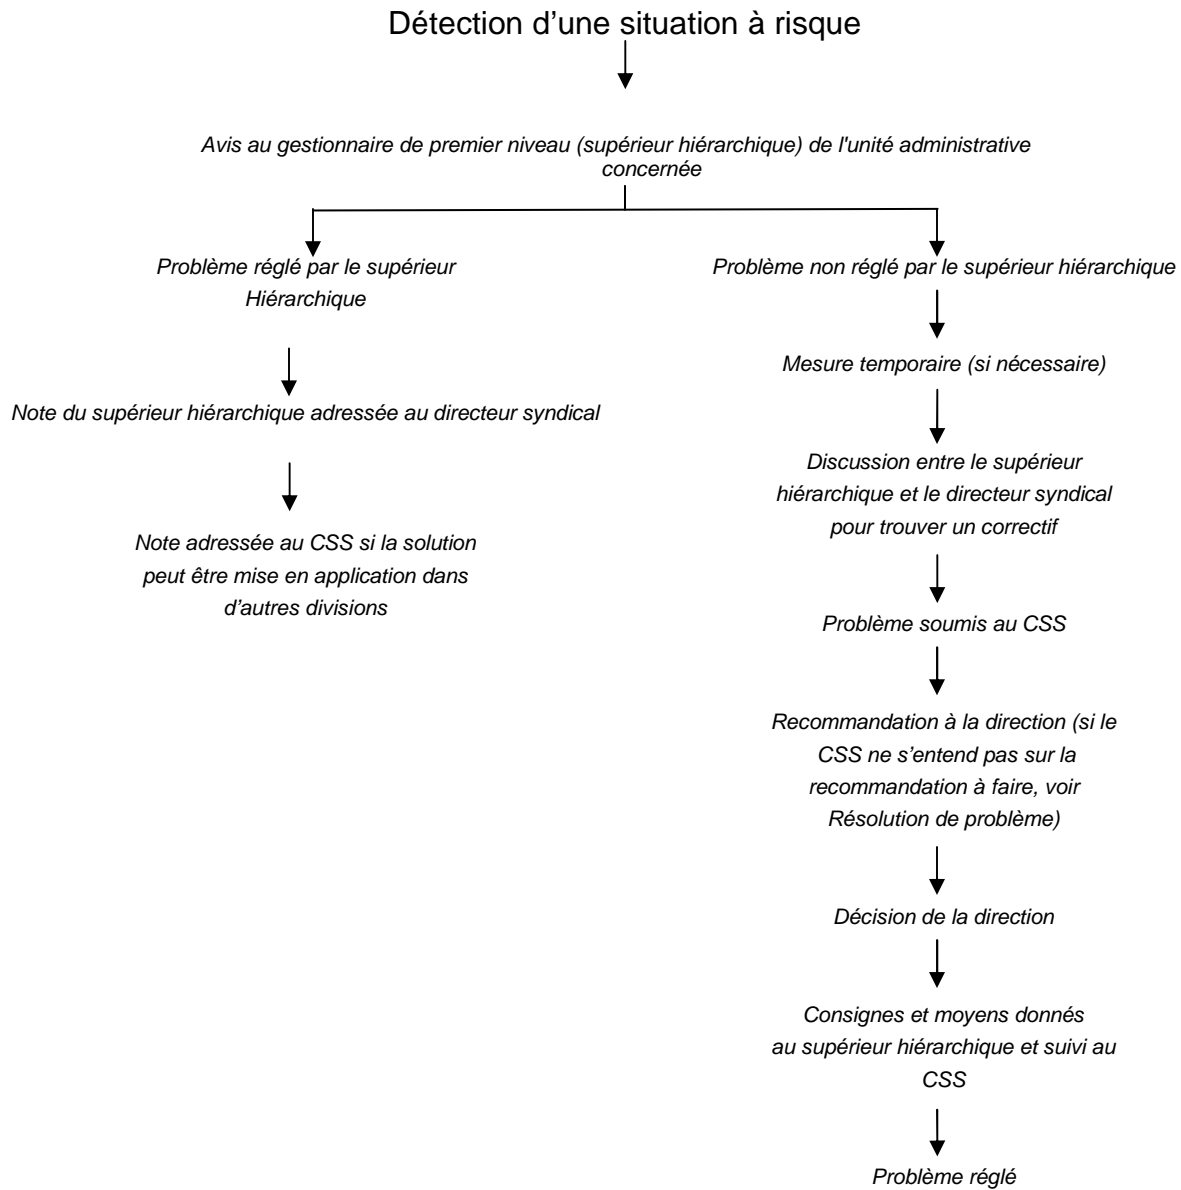 Détection d’une situation à risque
Avis au gestionnaire de premier niveau (supérieur hiérarchique) de l'unité administrative
concernée
Problème réglé par le supérieur
Hiérarchique
Note du supérieur hiérarchique adressée au directeur syndical
Note adressée au CSS si la solution
peut être mise en application dans
d’autres divisions
Problème non réglé par le supérieur hiérarchique
Mesure temporaire (si nécessaire)
Discussion entre le supérieur
hiérarchique et le directeur syndical
pour trouver un correctif
Problème soumis au CSS
Recommandation à la direction (si le
CSS ne s’entend pas sur la
recommandation à faire, voir
Résolution de problème)
Décision de la direction
Consignes et moyens donnés
au supérieur hiérarchique et suivi au
CSS
Problème réglé